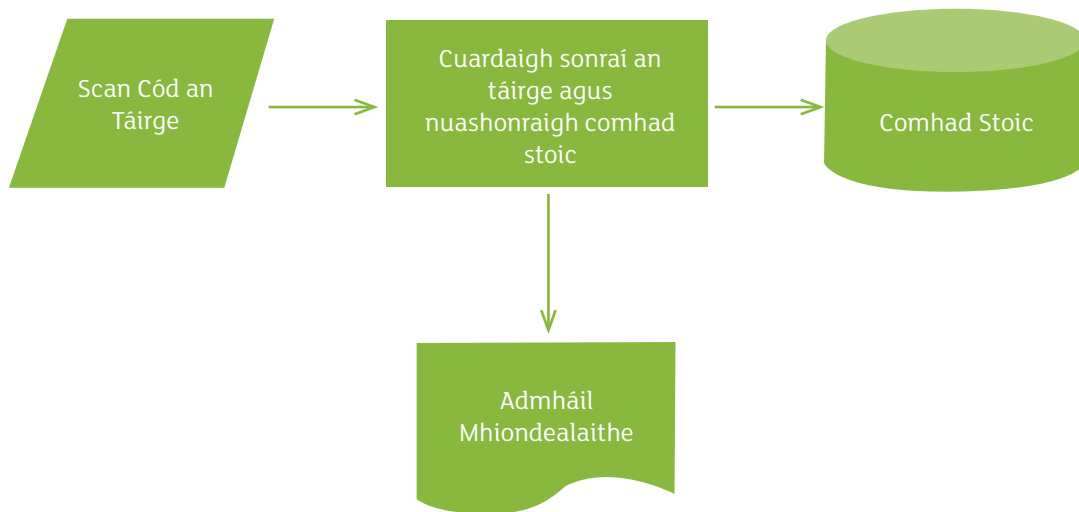 Scan Cód an
Táirge
Cuardaigh sonraí an
táirge agus
nuashonraigh comhad
stoic
Comhad Stoic
Admháil
Mhiondealaithe